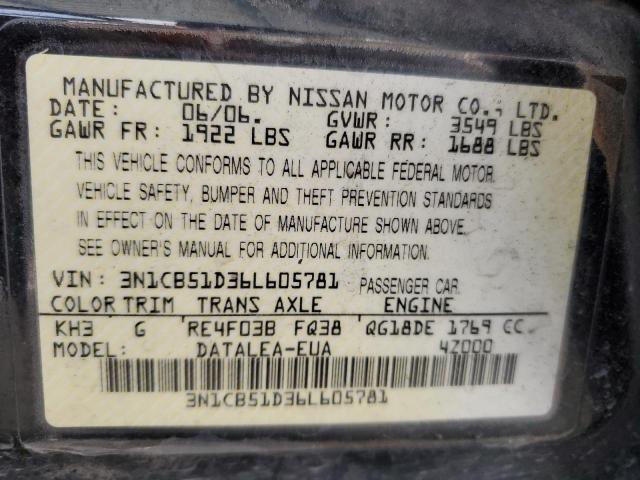 MANUFACTURED BY NISSAN MOTOR CO., LTD.
DATE: 06/06. GVWR: 3549 LBS
GAWR FR: 1922 LBS GAWR RR: 1688 LBS
THIS VEHICLE CONFORMS TO ALL APPLICABLE FEDERAL MOTOR
VEHICLE SAFETY, BUMPER AND THEFT PREVENTION STANDARDS
IN EFFECT ON THE DATE OF MANUFACTURE SHOWN ABOVE.
SEE OWNER'S MANUAL FOR ADDITIONAL INFORMATION.
VIN: 3N1CB51D36L605781 PASSENGER CAR.
COLOR TRIM TRANS AXLE ENGINE
KH3 G RE4F03B FQ38 QG18DE 1769 CC.
MODEL: DATALEA-EUA 4Z000
3N1CB51D36L605781